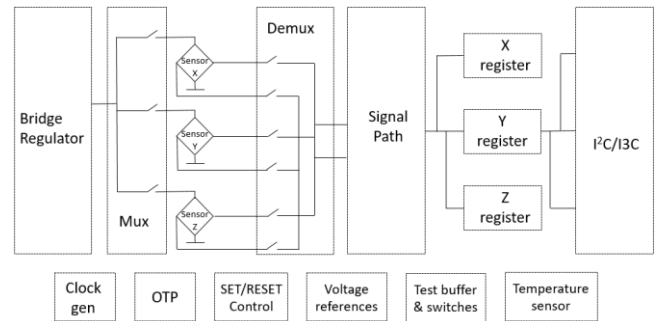 Bridge
Regulator
Mux
Sensor
X
Sensor
Y
Sensor
Z
Demux
Signal
Path
X
register
Y
register
Z
register
I²C/I3C
Clock
gen
OTP
SET/RESET
Control
Voltage
references
Test buffer
& switches
Temperature
sensor